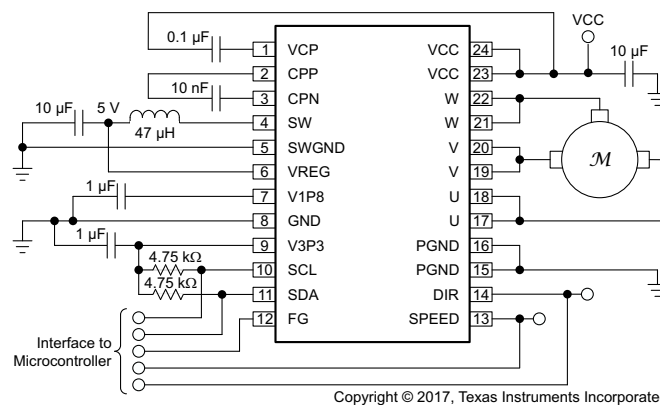 VCC
0.1 µF
10 µF
1 VCP VCC 24
2 CPP VCC 23
10 nF
3 CPN W 22
10 µF
5 V
47 µH
4 SW W 21
5 SWGND V 20
6 VREG V 19
1 µF
7 V1P8 U 18
8 GND U 17
1 µF
9 V3P3 PGND 16
4.75 kΩ
10 SCL PGND 15
4.75 kΩ
11 SDA DIR 14
12 FG SPEED 13
M
Interface to
Microcontroller
Copyright © 2017, Texas Instruments Incorporate